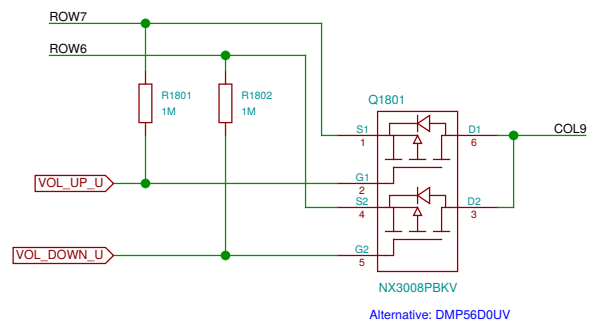 ROW7
ROW6
R1801
1M
R1802
1M
Q1801
S1
1
D1
6
COL9
VOL_UP_U
G1
2
S2
4
D2
3
VOL_DOWN_U
G2
5
NX3008PBKV
Alternative: DMP56D0UV